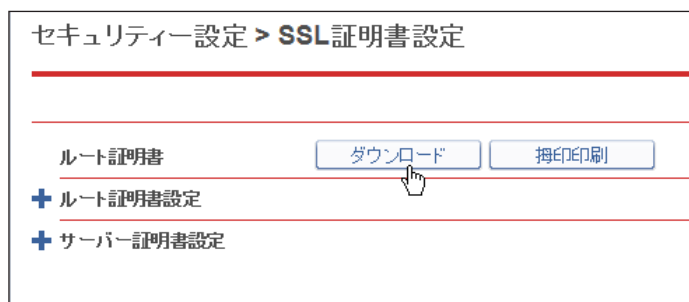 セキュリティー設定 > SSL証明書設定
ルート証明書 ダウンロード 拇印印刷
ルート証明書設定
サーバー証明書設定